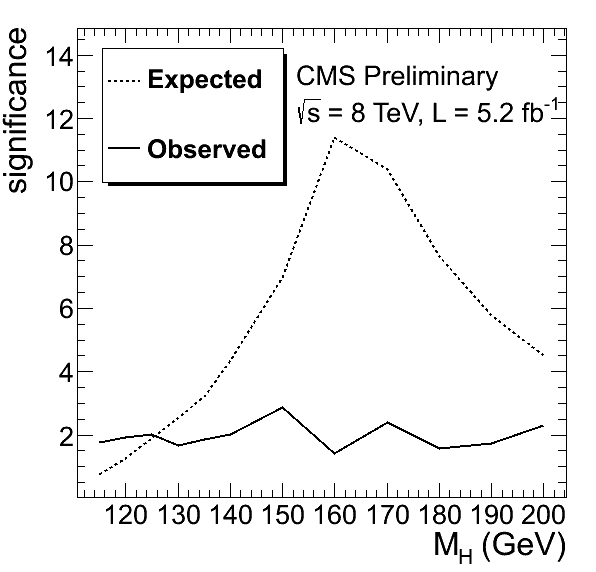 significance
14
12
10
8
6
4
2
Expected
Observed
CMS Preliminary
√s = 8 TeV, L = 5.2 fb⁻¹
120 130 140 150 160 170 180 190 200
M_H (GeV)